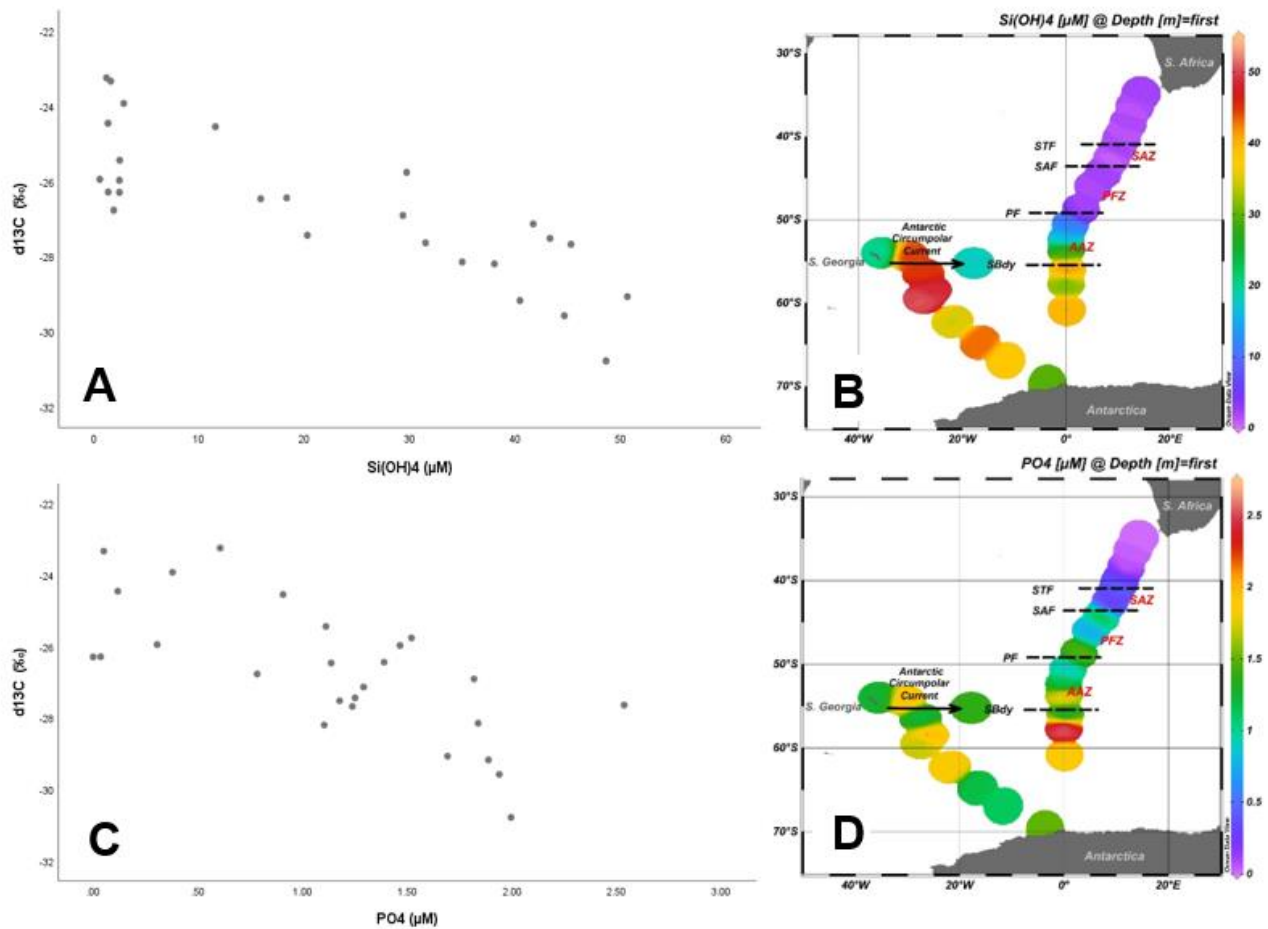 -22
-24
-26
-28
-30
-32
d13C (‰)
A
0 10 20 30 40 50 60
Si(OH)4 (µM)
Si(OH)4 [µM] @ Depth [m]=first
30°S
40°S
50°S
60°S
70°S
S. Africa
STF
SAZ
SAF
PFZ
PF
Antarctic
Circumpolar
Current
AAZ
S. Georgia
SBdy
B
Antarctica
40°W 20°W 0° 20°E
50
40
30
20
10
0
Ocean Data View
-22
-24
-26
-28
-30
-32
d13C (‰)
C
.00 .50 1.00 1.50 2.00 2.50 3.00
PO4 (µM)
PO4 [µM] @ Depth [m]=first
30°S
40°S
50°S
60°S
70°S
S. Africa
STF
SAZ
SAF
PFZ
PF
Antarctic
Circumpolar
Current
AAZ
S. Georgia
SBdy
D
Antarctica
40°W 20°W 0° 20°E
2.5
2
1.5
1
0.5
0
Ocean Data View